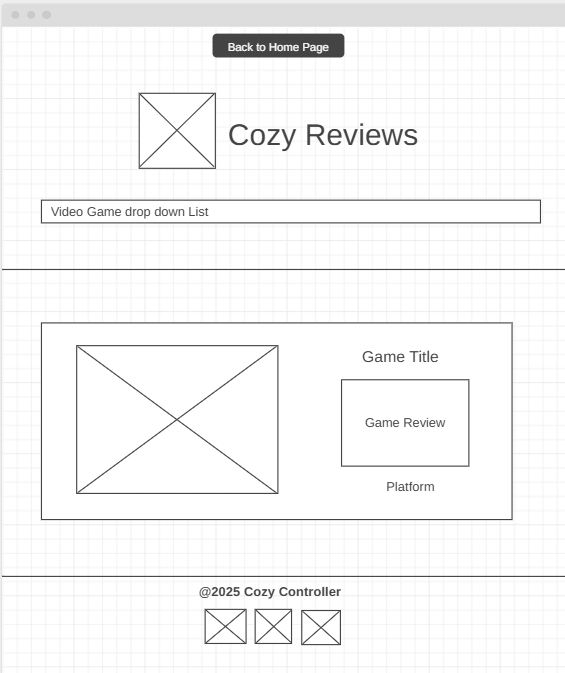 Back to Home Page
Cozy Reviews
Video Game drop down List
Game Title
Game Review
Platform
@2025 Cozy Controller